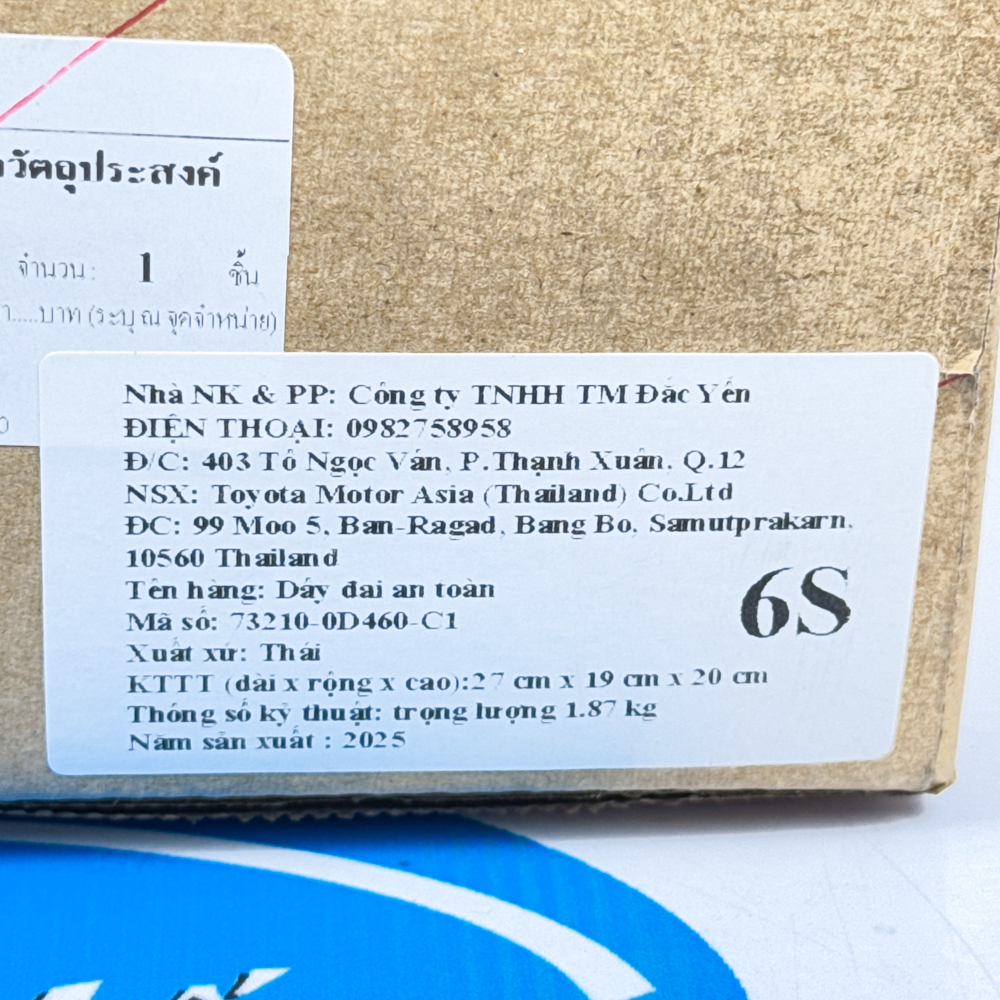 วัตถุประสงค์
จำนวน: 1 ชิ้น
.....บาท (ระบุ ณ จุดจำหน่าย)
Nhà NK & PP: Công ty TNHH TM Đắc Yến
ĐIỆN THOẠI: 0982758958
Đ/C: 403 Tô Ngọc Vân, P.Thạnh Xuân, Q.12
NSX: Toyota Motor Asia (Thailand) Co.Ltd
ĐC: 99 Moo 5, Ban-Ragad, Bang Bo, Samutprakarn,
10560 Thailand
Tên hàng: Dây đai an toàn
Mã số: 73210-0D460-C1
Xuất xứ: Thái
KTTT (dài x rộng x cao):27 cm x 19 cm x 20 cm
Thông số kỹ thuật: trọng lượng 1.87 kg
Năm sản xuất : 2025
6S